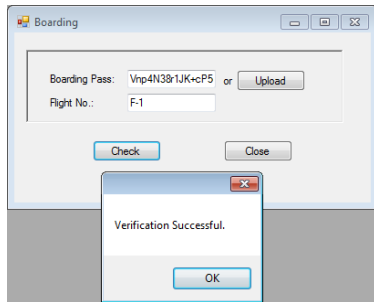 Boarding
Boarding Pass: Vnp4N38r1JK+cP5 or Upload
Flight No.: F-1
Check Close
Verification Successful.
OK